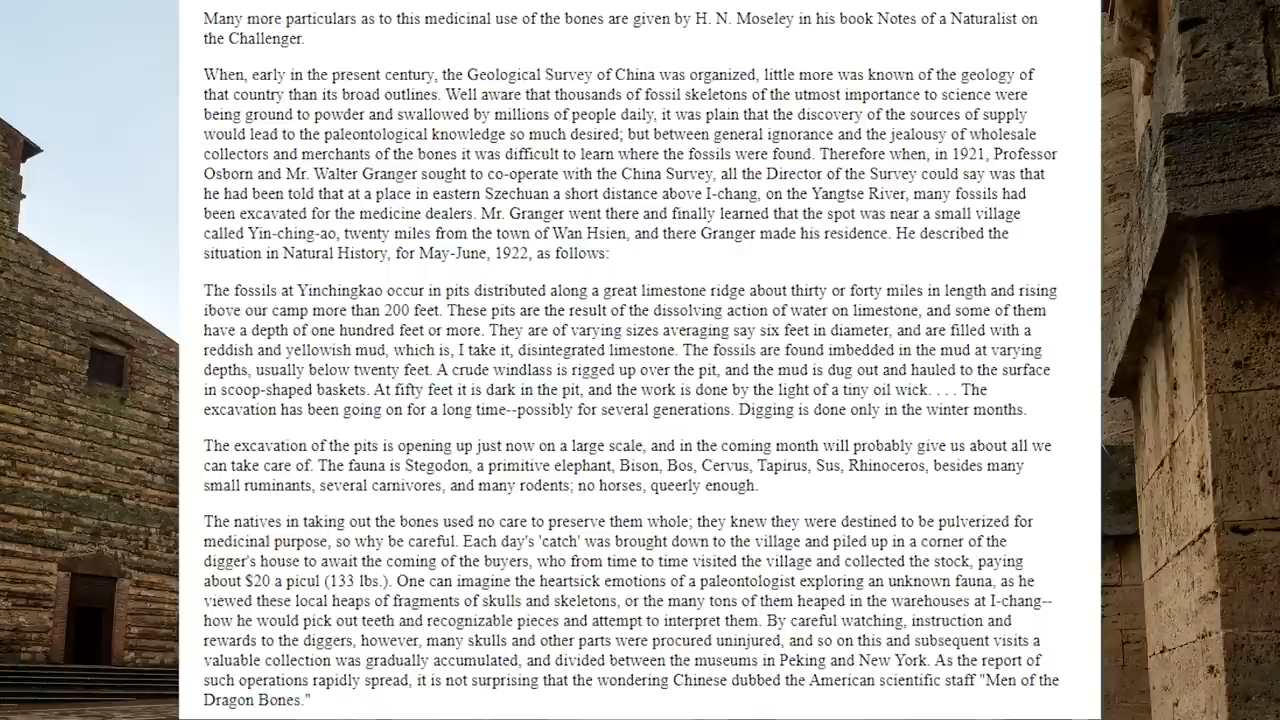 Many more particulars as to this medicinal use of the bones are given by H. N. Moseley in his book Notes of a Naturalist on
the Challenger.
When, early in the present century, the Geological Survey of China was organized, little more was known of the geology of
that country than its broad outlines. Well aware that thousands of fossil skeletons of the utmost importance to science were
being ground to powder and swallowed by millions of people daily, it was plain that the discovery of the sources of supply
would lead to the paleontological knowledge so much desired; but between general ignorance and the jealousy of wholesale
collectors and merchants of the bones it was difficult to learn where the fossils were found. Therefore when, in 1921, Professor
Osborn and Mr. Walter Granger sought to co-operate with the China Survey, all the Director of the Survey could say was that
he had been told that at a place in eastern Szechuan a short distance above I-chang, on the Yangtse River, many fossils had
been excavated for the medicine dealers. Mr. Granger went there and finally learned that the spot was near a small village
called Yin-ching-ao, twenty miles from the town of Wan Hsien, and there Granger made his residence. He described the
situation in Natural History, for May-June, 1922, as follows:
The fossils at Yinchingkao occur in pits distributed along a great limestone ridge about thirty or forty miles in length and rising
ibove our camp more than 200 feet. These pits are the result of the dissolving action of water on limestone, and some of them
have a depth of one hundred feet or more. They are of varying sizes averaging say six feet in diameter, and are filled with a
reddish and yellowish mud, which is, I take it, disintegrated limestone. The fossils are found imbedded in the mud at varying
depths, usually below twenty feet. A crude windlass is rigged up over the pit, and the mud is dug out and hauled to the surface
in scoop-shaped baskets. At fifty feet it is dark in the pit, and the work is done by the light of a tiny oil wick. . . . The
excavation has been going on for a long time--possibly for several generations. Digging is done only in the winter months.
The excavation of the pits is opening up just now on a large scale, and in the coming month will probably give us about all we
can take care of. The fauna is Stegodon, a primitive elephant, Bison, Bos, Cervus, Tapirus, Sus, Rhinoceros, besides many
small ruminants, several carnivores, and many rodents; no horses, queerly enough.
The natives in taking out the bones used no care to preserve them whole; they knew they were destined to be pulverized for
medicinal purpose, so why be careful. Each day's 'catch' was brought down to the village and piled up in a corner of the
digger's house to await the coming of the buyers, who from time to time visited the village and collected the stock, paying
about $20 a picul (133 lbs.). One can imagine the heartsick emotions of a paleontologist exploring an unknown fauna, as he
viewed these local heaps of fragments of skulls and skeletons, or the many tons of them heaped in the warehouses at I-chang--
how he would pick out teeth and recognizable pieces and attempt to interpret them. By careful watching, instruction and
rewards to the diggers, however, many skulls and other parts were procured uninjured, and so on this and subsequent visits a
valuable collection was gradually accumulated, and divided between the museums in Peking and New York. As the report of
such operations rapidly spread, it is not surprising that the wondering Chinese dubbed the American scientific staff "Men of the
Dragon Bones."